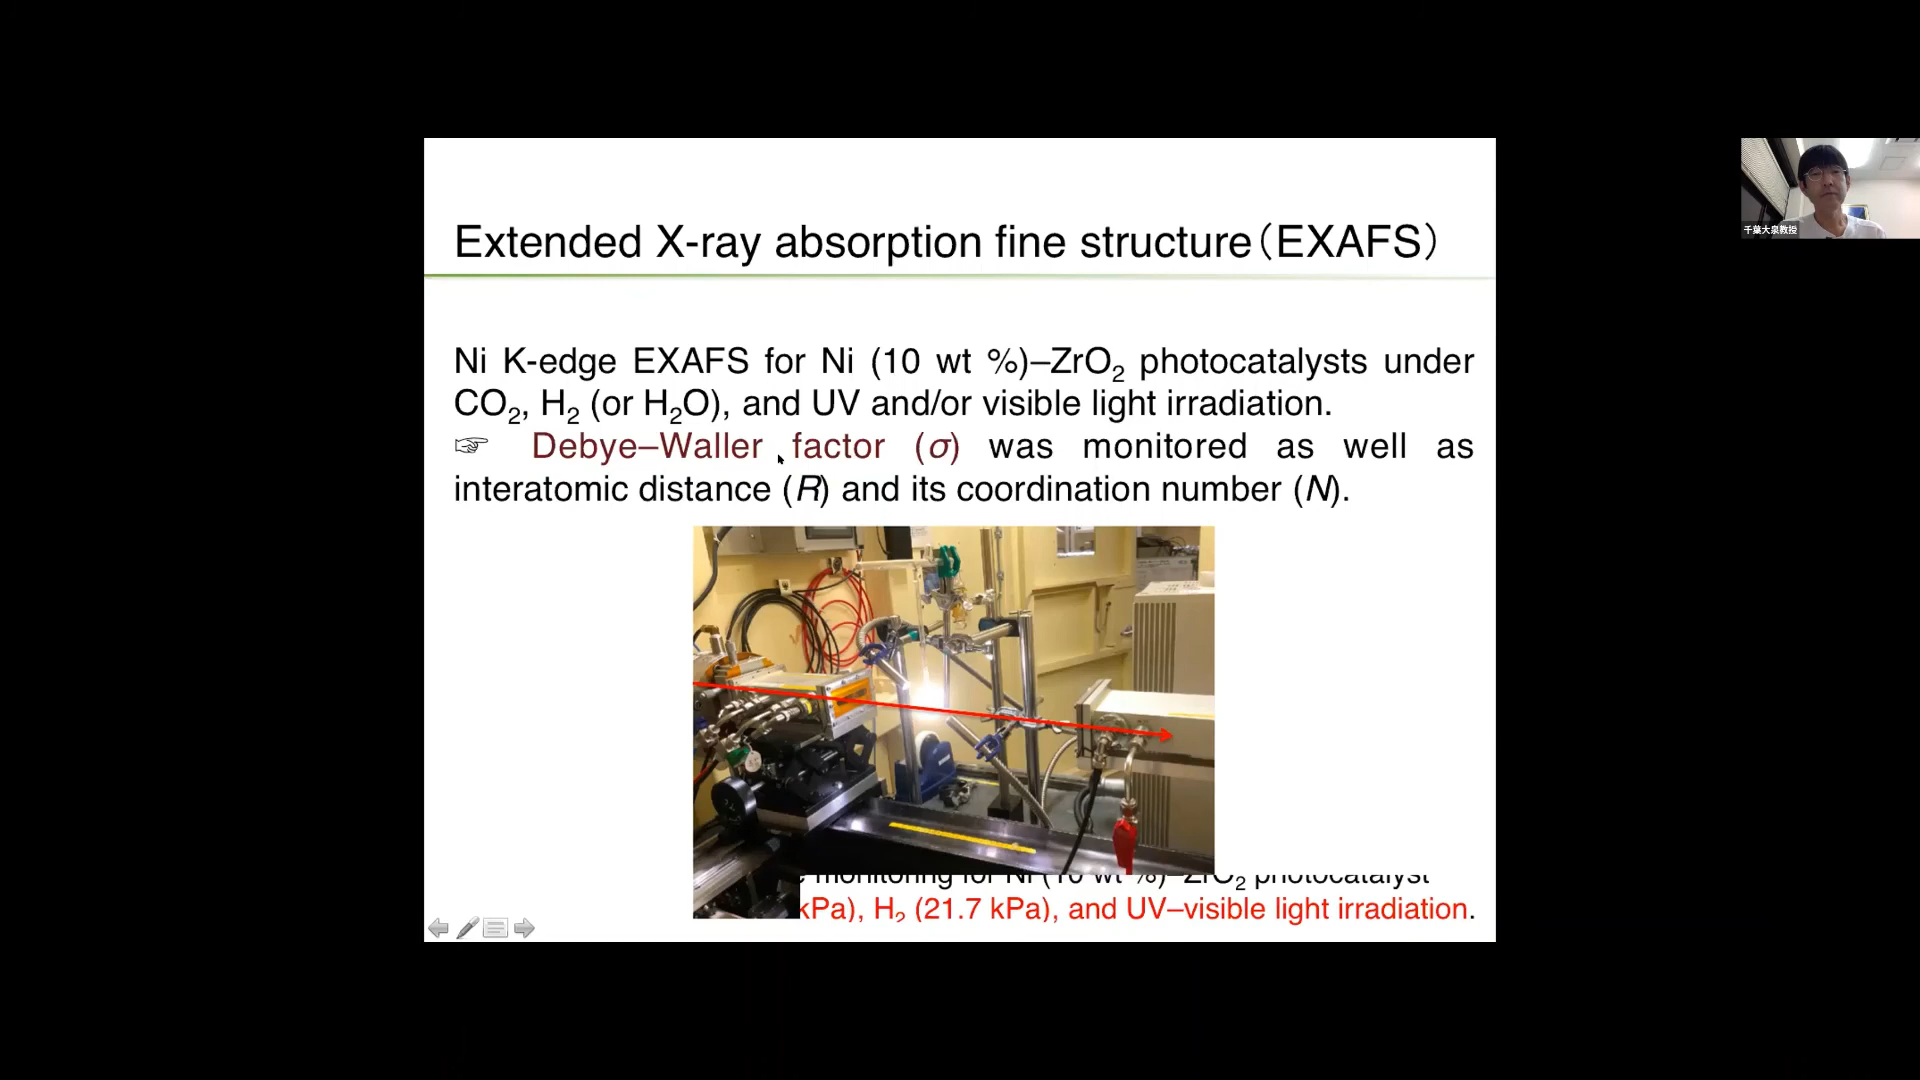 Extended X-ray absorption fine structure（EXAFS）
Ni K-edge EXAFS for Ni (10 wt %)–ZrO₂ photocatalysts under
CO₂, H₂ (or H₂O), and UV and/or visible light irradiation.
☞ Debye–Waller factor (σ) was monitored as well as
interatomic distance (R) and its coordination number (N).
monitoring for Ni (10 wt %)–ZrO₂ photocatalyst
kPa), H₂ (21.7 kPa), and UV–visible light irradiation.
千葉大泉教授